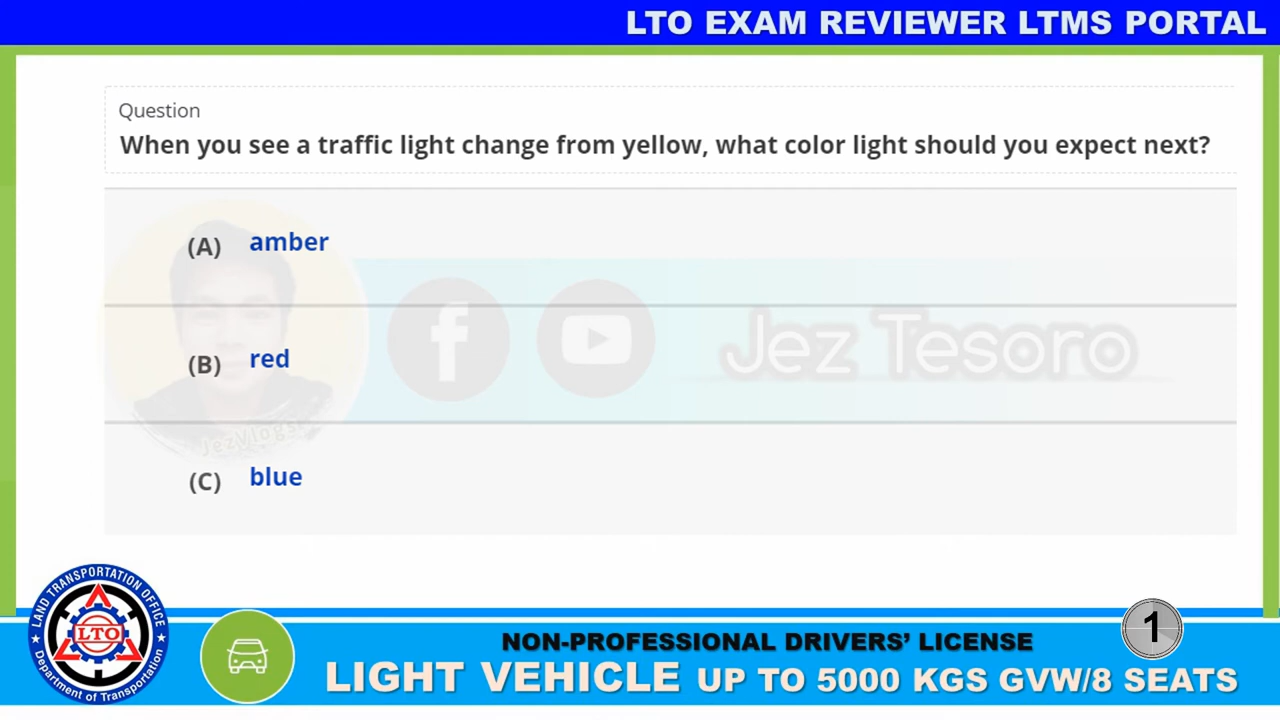 LTO EXAM REVIEWER LTMS PORTAL
Question
When you see a traffic light change from yellow, what color light should you expect next?
(A) amber
(B) red
(C) blue
f
Jez Tesoro
JezVlogs
LAND TRANSPORTATION OFFICE
LTO
Department of Transportation
NON-PROFESSIONAL DRIVERS' LICENSE
1
LIGHT VEHICLE UP TO 5000 KGS GVW/8 SEATS